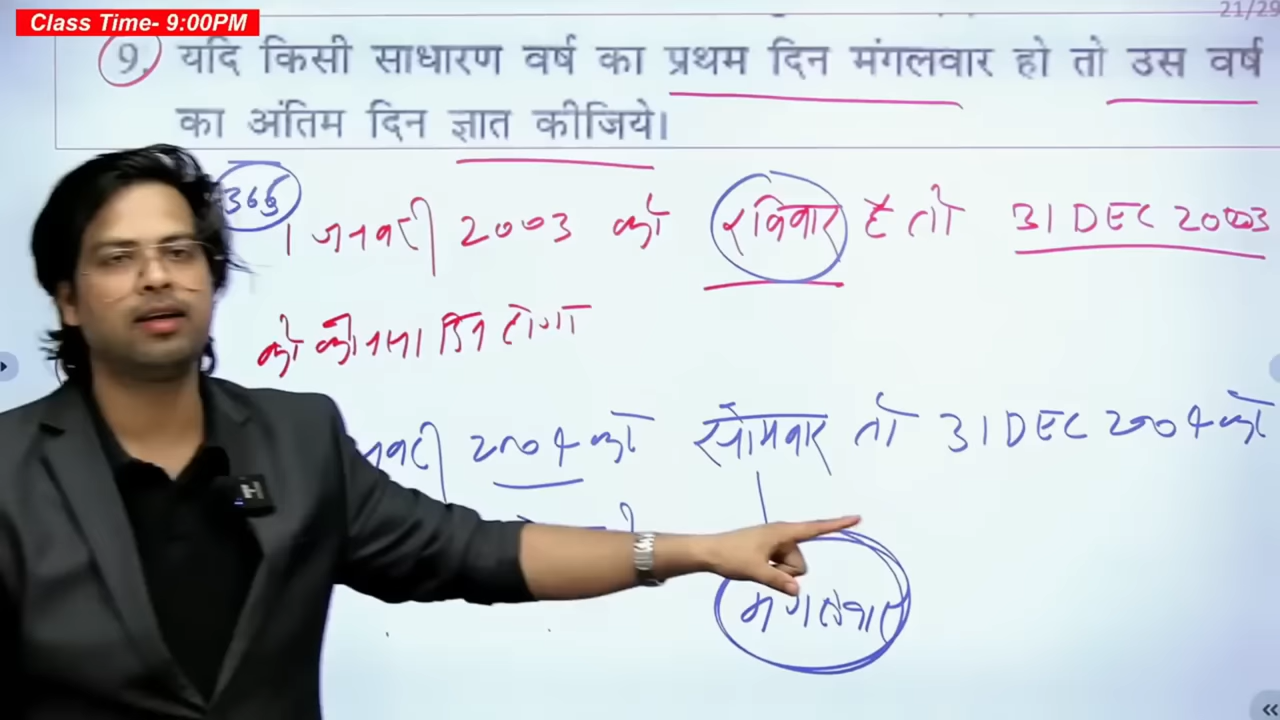 Class Time- 9:00PM
21/29
9. यदि किसी साधारण वर्ष का प्रथम दिन मंगलवार हो तो उस वर्ष
का अंतिम दिन ज्ञात कीजिये।
365
1 जनवरी 2003 को रविवार है तो 31 DEC 2003
को कौनसा दिन होगा
2004 को सोमवार तो 31 DEC 2004 को
मंगलवार
H